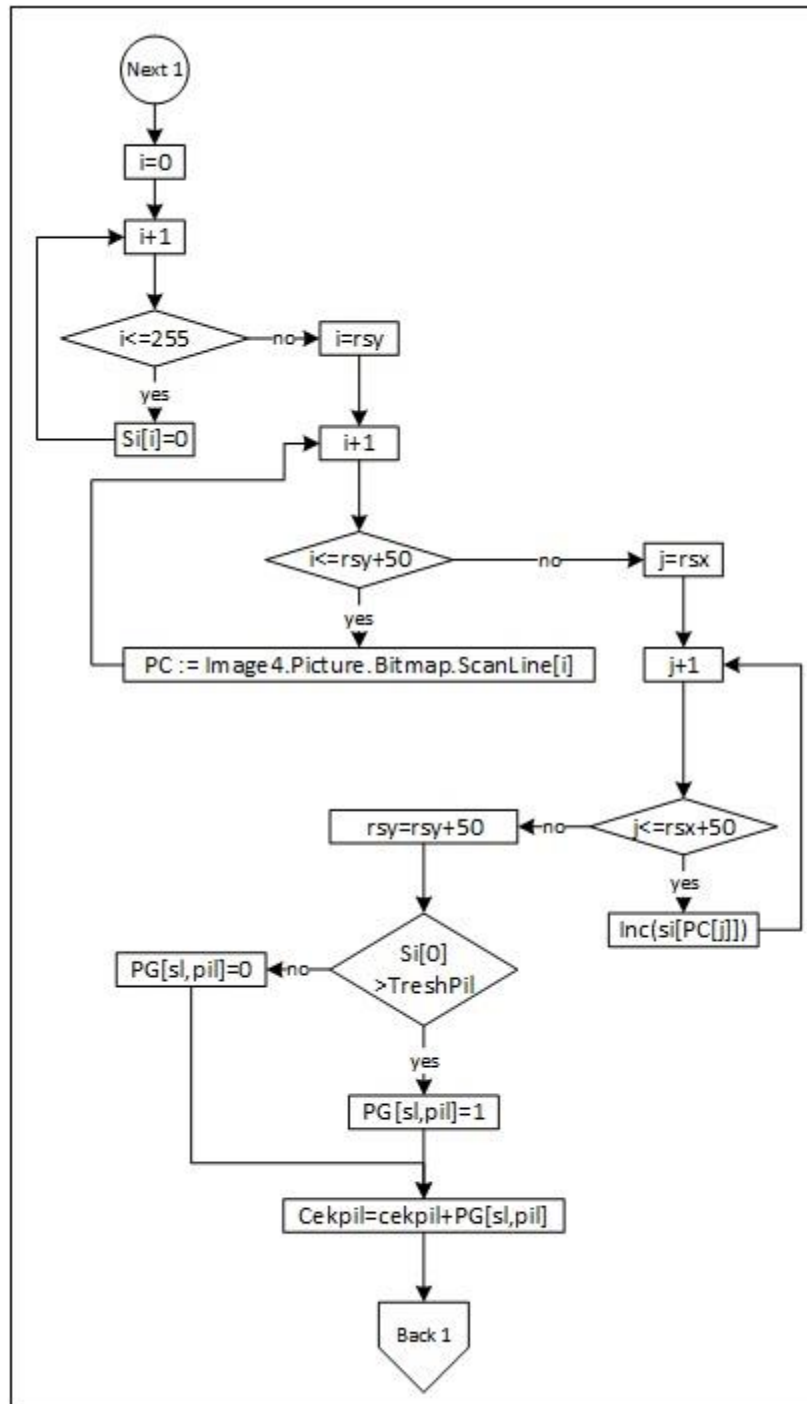 Next 1
i=0
i+1
i<=255
no
i=rsy
yes
Si[i]=0
i+1
i<=rsy+50
no
j=rsx
yes
PC := Image4.Picture.Bitmap.ScanLine[i]
j+1
j<=rsx+50
no
rsy=rsy+50
yes
Inc(si[PC[j]])
Si[0]
>TreshPil
no
PG[sl,pil]=0
yes
PG[sl,pil]=1
Cekpil=cekpil+PG[sl,pil]
Back 1